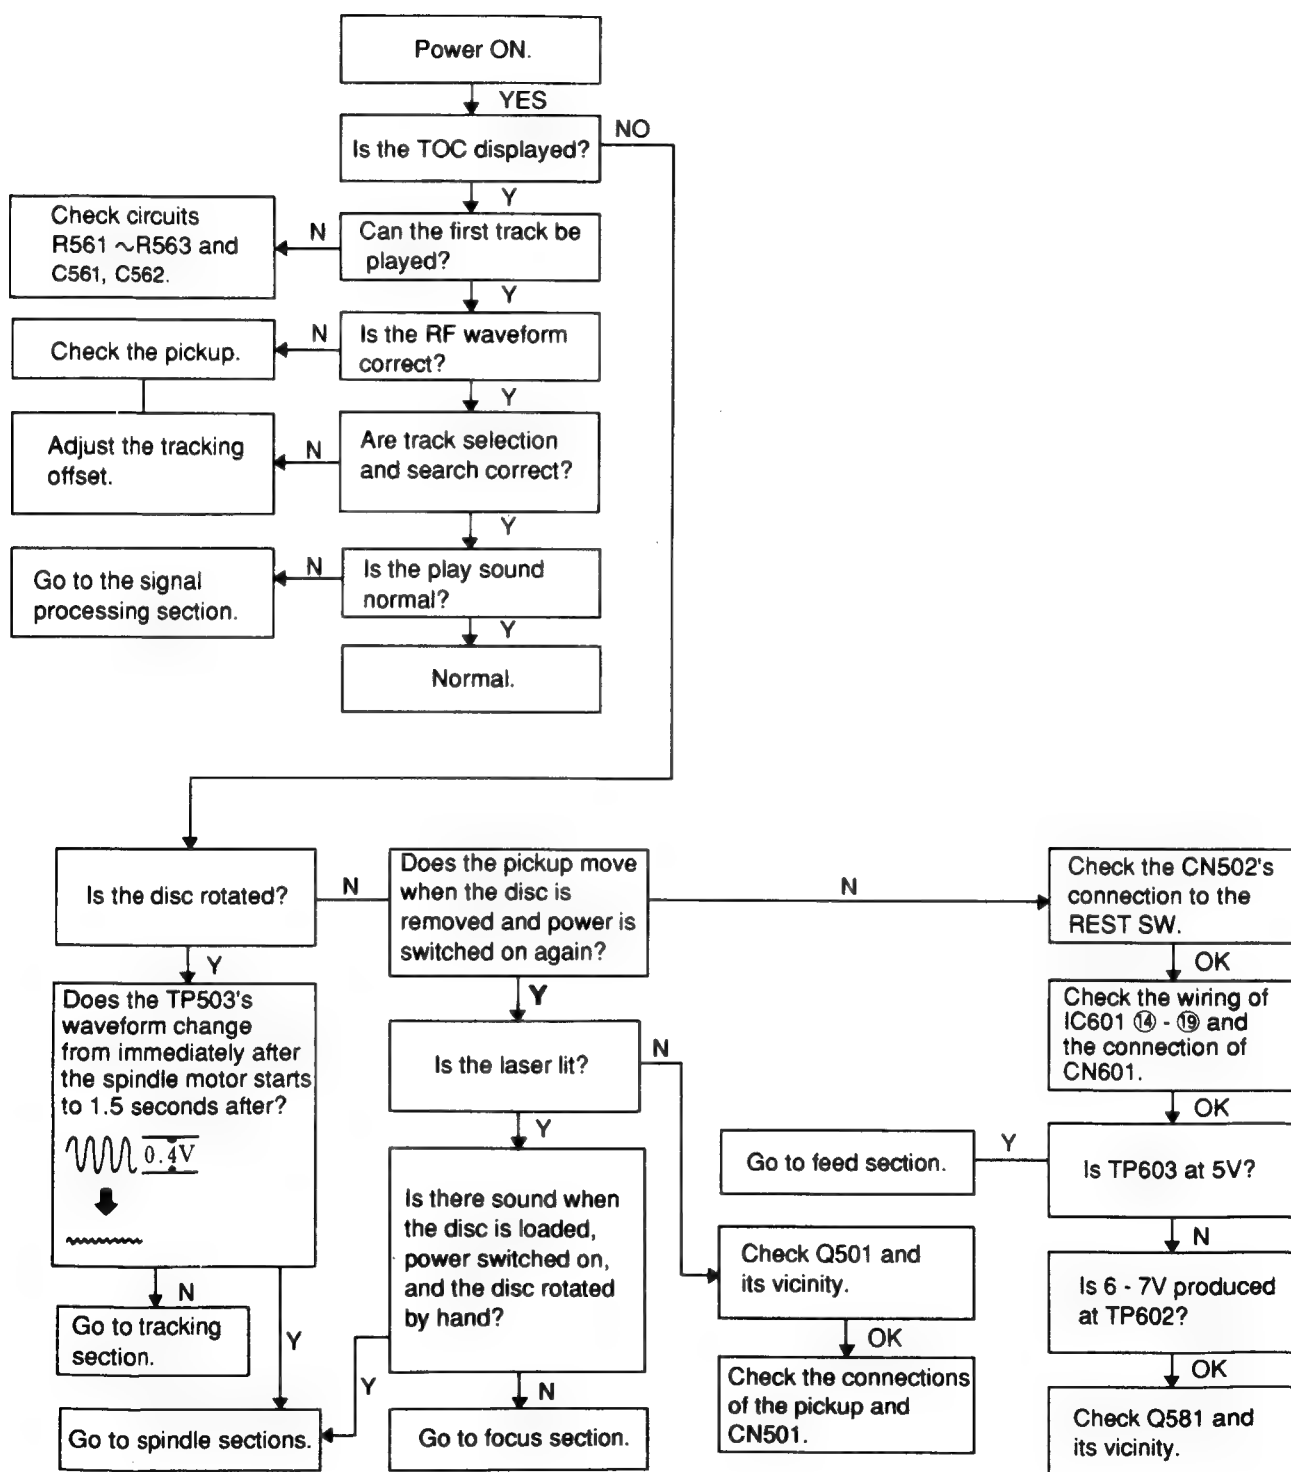 Power ON.
YES
Is the TOC displayed?
NO
Y
Can the first track be
played?
N
Check circuits
R561 ~R563 and
C561, C562.
Y
Is the RF waveform
correct?
N
Check the pickup.
Y
Are track selection
and search correct?
N
Adjust the tracking
offset.
Y
Is the play sound
normal?
N
Go to the signal
processing section.
Y
Normal.
Is the disc rotated?
N
Does the pickup move
when the disc is
removed and power is
switched on again?
N
Check the CN502's
connection to the
REST SW.
Y
Does the TP503's
waveform change
from immediately after
the spindle motor starts
to 1.5 seconds after?
0.4V
N
Go to tracking
section.
Y
Go to spindle sections.
Y
Is the laser lit?
N
Y
Is there sound when
the disc is loaded,
power switched on,
and the disc rotated
by hand?
Y
N
Go to focus section.
Check Q501 and
its vicinity.
OK
Check the connections
of the pickup and
CN501.
OK
Check the wiring of
IC601 ⑭ - ⑲ and
the connection of
CN601.
OK
Is TP603 at 5V?
Y
Go to feed section.
N
Is 6 - 7V produced
at TP602?
OK
Check Q581 and
its vicinity.